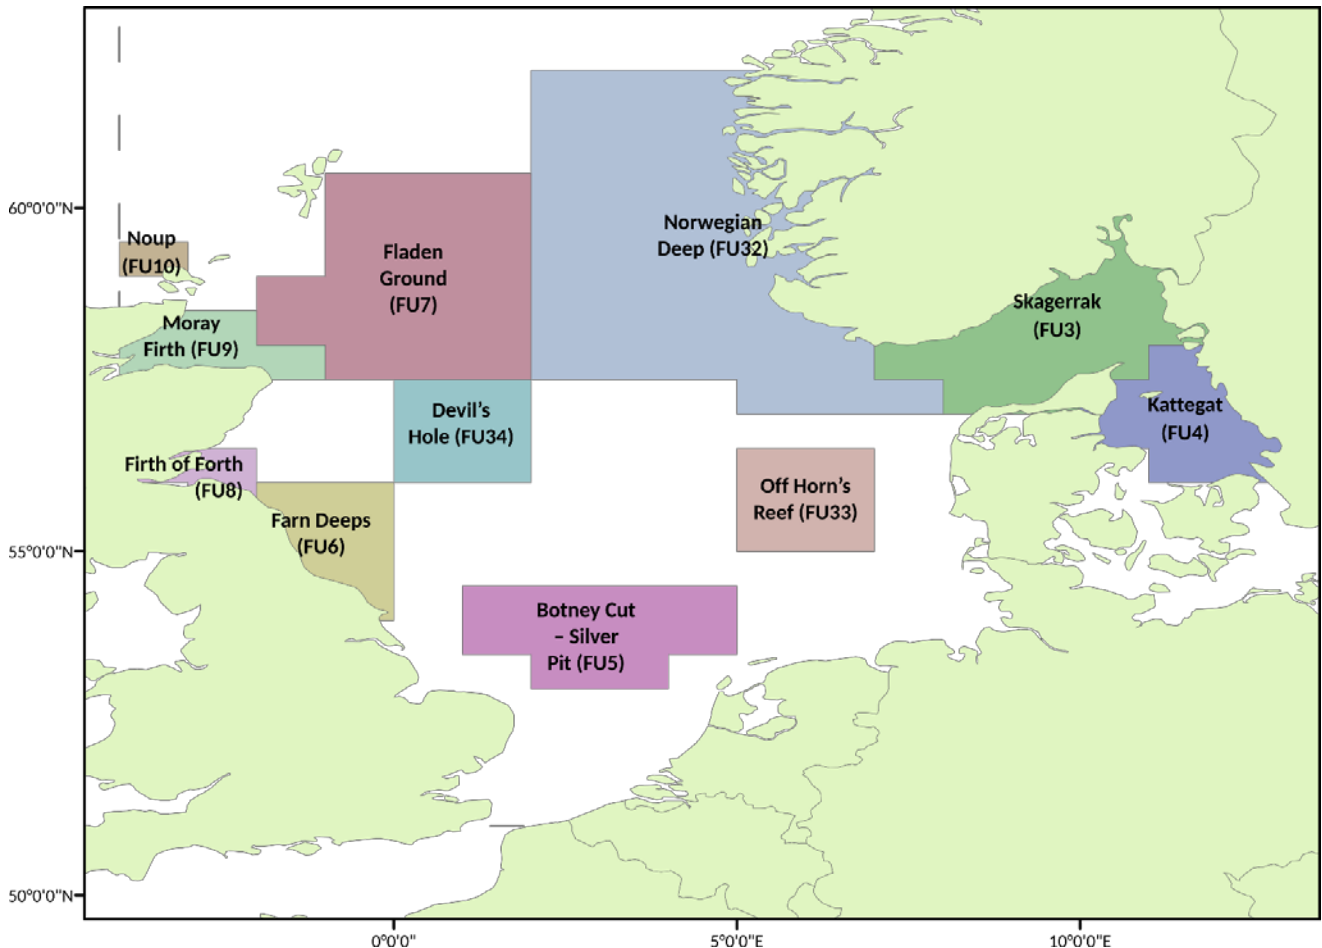 60°0'0"N
Noup
(FU10)
Moray
Firth (FU9)
Fladen
Ground
(FU7)
Norwegian
Deep (FU32)
Skagerrak
(FU3)
Kattegat
(FU4)
Devil's
Hole (FU34)
Firth of Forth
(FU8)
Farn Deeps
(FU6)
Off Horn's
Reef (FU33)
55°0'0"N
Botney Cut
– Silver
Pit (FU5)
50°0'0"N
0°0'0"
5°0'0"E
10°0'0"E